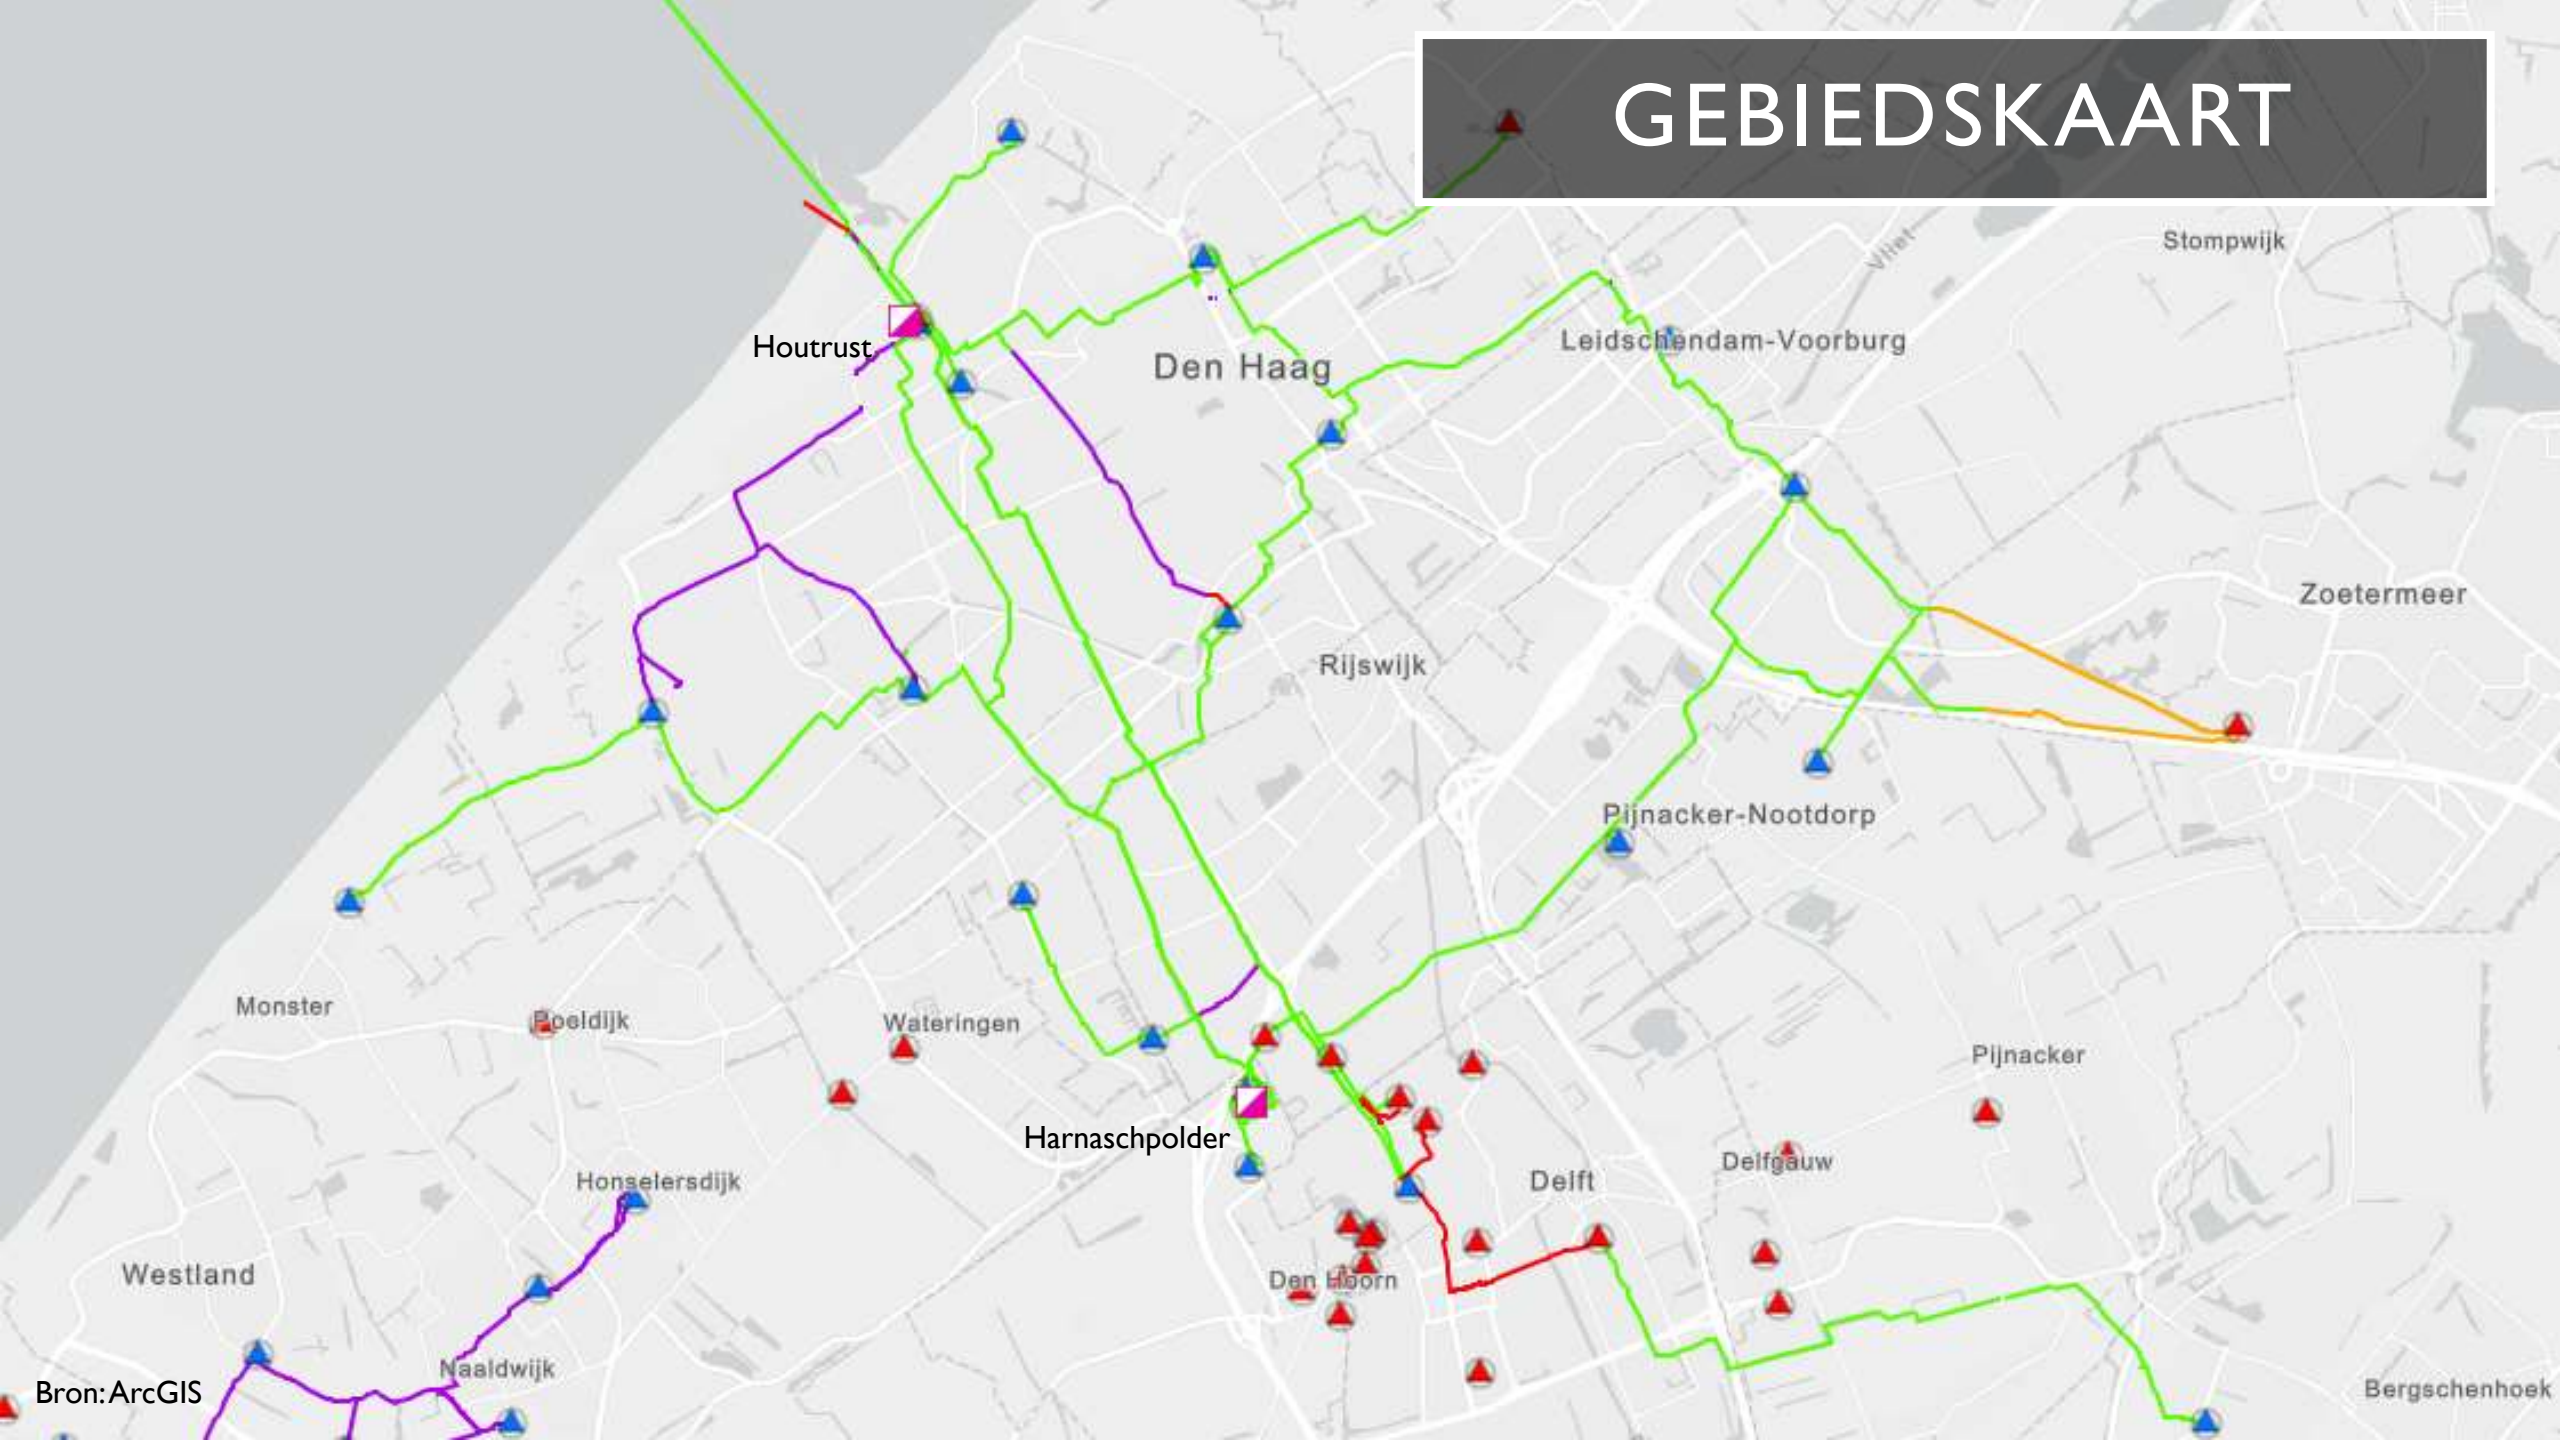 GEBIEDSKAART
Stompwijk
Vliet
Leidschendam-Voorburg
Houtrust
Den Haag
Zoetermeer
Rijswijk
Pijnacker-Nootdorp
Monster
Poeldijk
Wateringen
Pijnacker
Harnaschpolder
Delfgauw
Honselersdijk
Delft
Westland
Den Hoorn
Naaldwijk
Bron: ArcGIS
Bergschenhoek